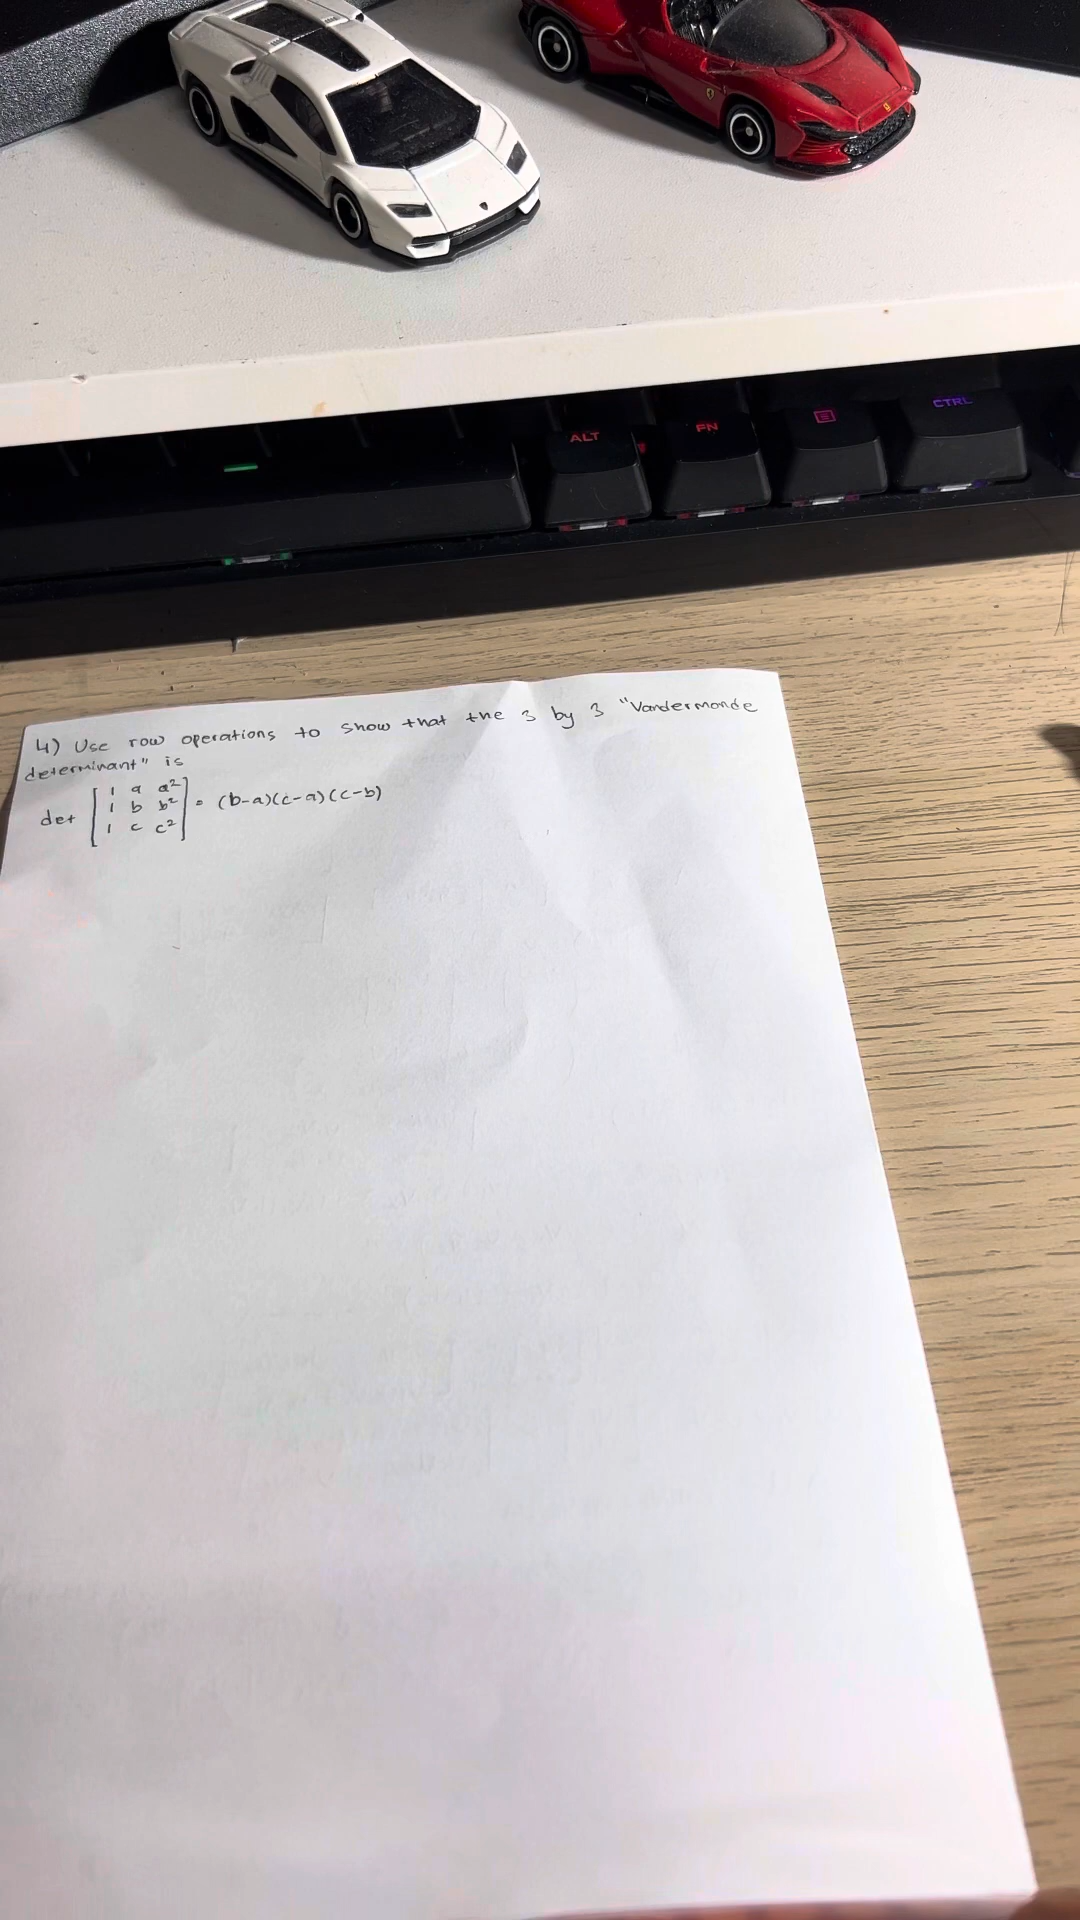 ALT FN CTRL
4) Use row operations to show that the 3 by 3 "Vandermonde
determinant" is
det [ 1 a a² ] = (b-a)(c-a)(c-b)
1 b b²
1 c c²